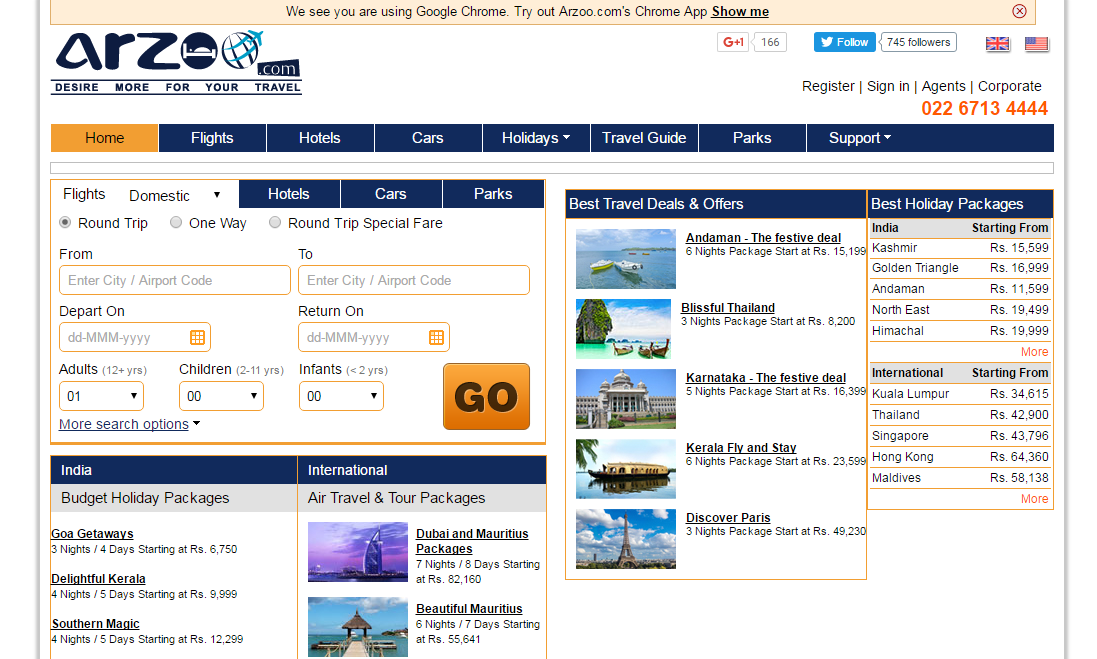 We see you are using Google Chrome. Try out Arzoo.com's Chrome App Show me
arzoo.com
DESIRE MORE FOR YOUR TRAVEL
G+1 166
Follow 745 followers
Register | Sign in | Agents | Corporate
022 6713 4444
Home Flights Hotels Cars Holidays Travel Guide Parks Support
Flights Domestic Hotels Cars Parks
Round Trip One Way Round Trip Special Fare
From To
Enter City / Airport Code Enter City / Airport Code
Depart On Return On
dd-MMM-yyyy dd-MMM-yyyy
Adults (12+ yrs) Children (2-11 yrs) Infants (< 2 yrs)
01 00 00
GO
More search options
Best Travel Deals & Offers
Andaman - The festive deal
6 Nights Package Start at Rs. 15,199
Blissful Thailand
3 Nights Package Start at Rs. 8,200
Karnataka - The festive deal
5 Nights Package Start at Rs. 16,399
Kerala Fly and Stay
6 Nights Package Start at Rs. 23,599
Discover Paris
3 Nights Package Start at Rs. 49,230
Best Holiday Packages
India Starting From
Kashmir Rs. 15,599
Golden Triangle Rs. 16,999
Andaman Rs. 11,599
North East Rs. 19,499
Himachal Rs. 19,999
More
International Starting From
Kuala Lumpur Rs. 34,615
Thailand Rs. 42,900
Singapore Rs. 43,796
Hong Kong Rs. 64,360
Maldives Rs. 58,138
More
India
Budget Holiday Packages
Goa Getaways
3 Nights / 4 Days Starting at Rs. 6,750
Delightful Kerala
4 Nights / 5 Days Starting at Rs. 9,999
Southern Magic
4 Nights / 5 Days Starting at Rs. 12,299
International
Air Travel & Tour Packages
Dubai and Mauritius
Packages
7 Nights / 8 Days Starting
at Rs. 82,160
Beautiful Mauritius
6 Nights / 7 Days Starting
at Rs. 55,641